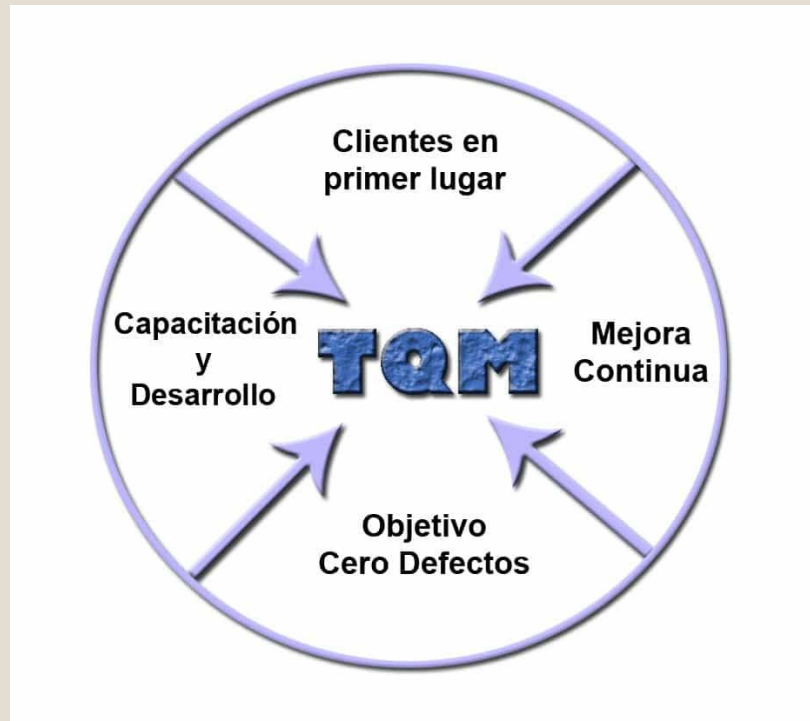 Clientes en
primer lugar
Capacitación
y
Desarrollo
TQM
Mejora
Continua
Objetivo
Cero Defectos